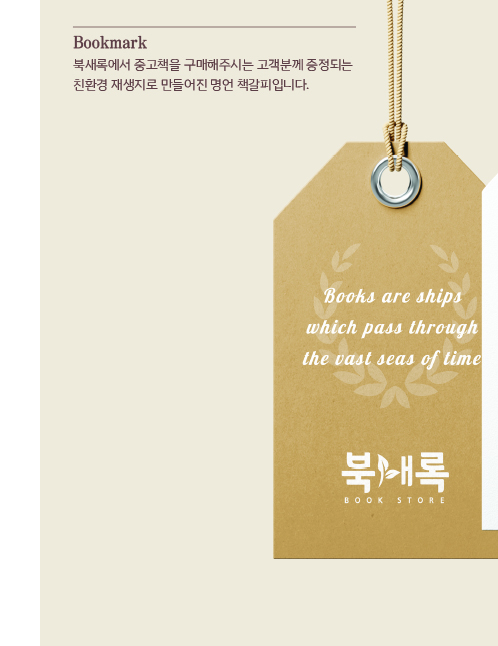 Bookmark
북새록에서 중고책을 구매해주시는 고객분께 증정되는
친환경 재생지로 만들어진 명언 책갈피입니다.
Books are ships
which pass through
the vast seas of time
북새록
BOOK STORE